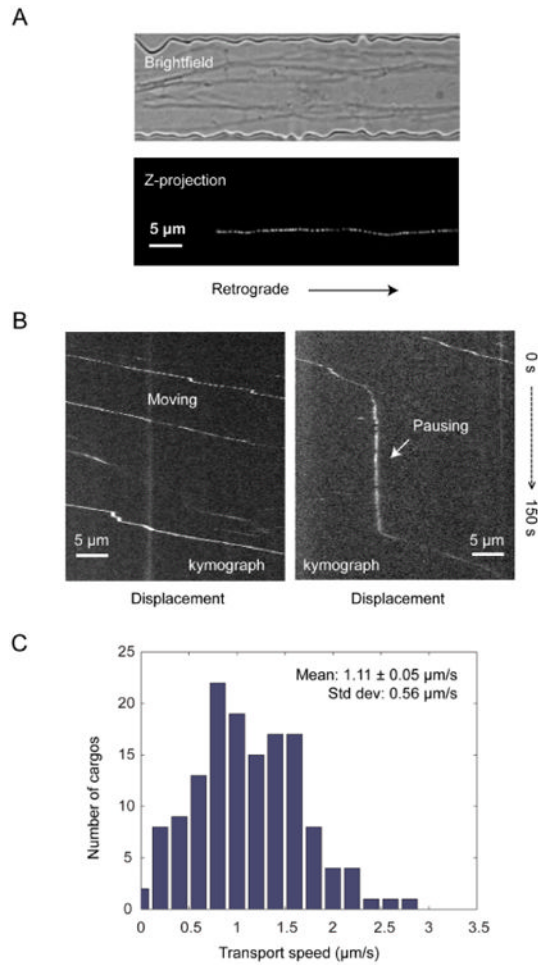 A
Brightfield
Z-projection
5 μm
Retrograde
B
Moving
5 μm
kymograph
Displacement
Pausing
5 μm
kymograph
Displacement
0 s
150 s
C
Number of cargos
25
20
15
10
5
0
Mean: 1.11 ± 0.05 μm/s
Std dev: 0.56 μm/s
0 0.5 1 1.5 2 2.5 3 3.5
Transport speed (μm/s)